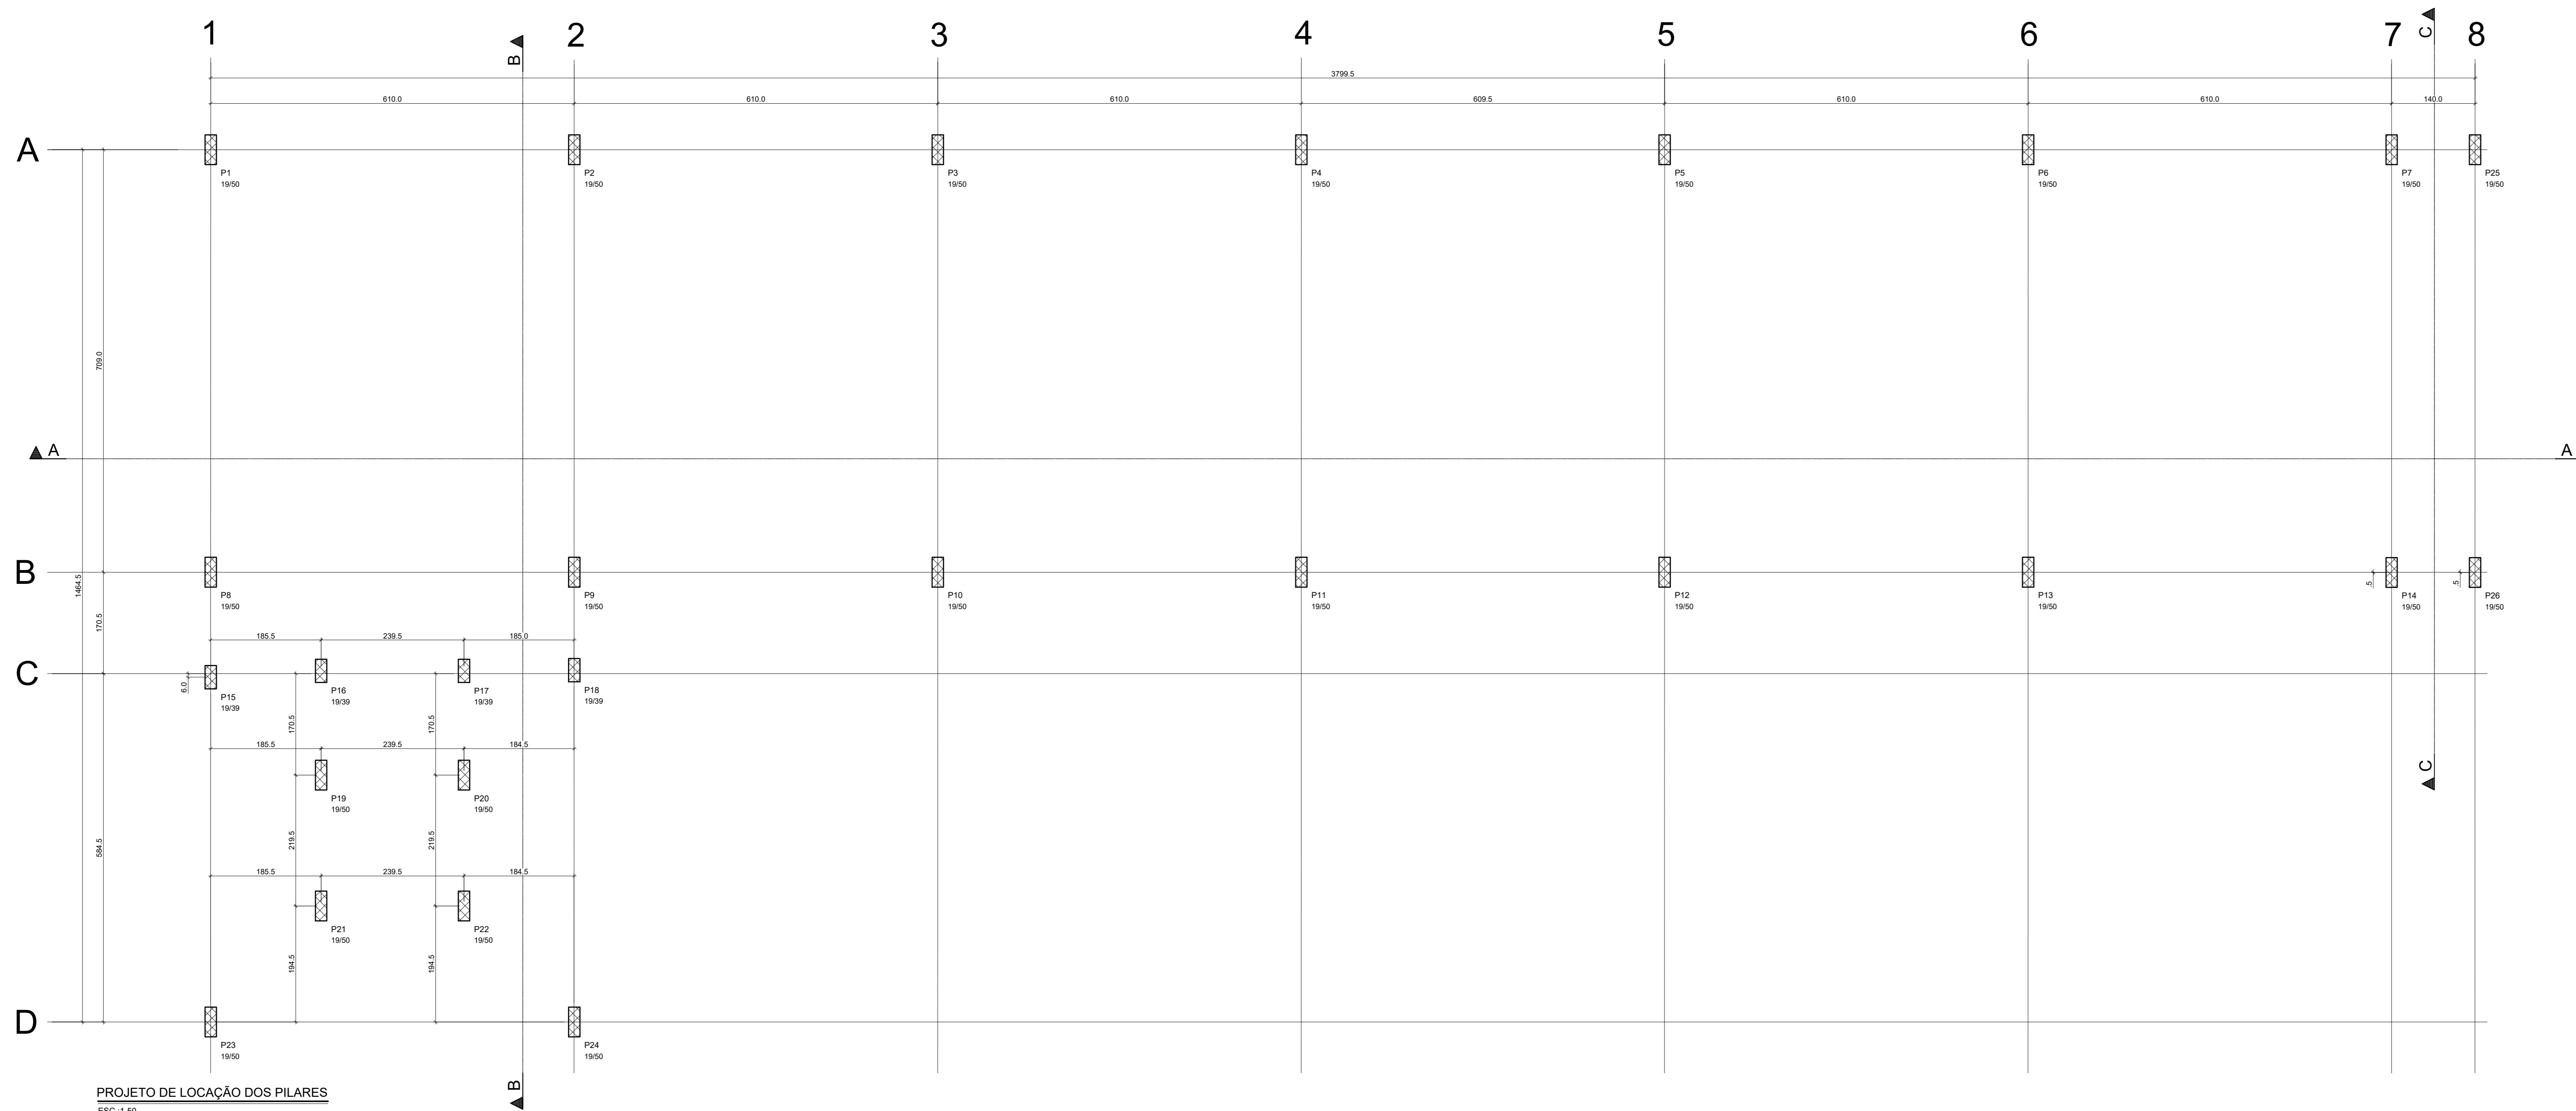 1 2 3 4 5 6 7 8
B C
3799.5
610.0 610.0 610.0 609.5 610.0 610.0 140.0
A
P1 P2 P3 P4 P5 P6 P7 P25
19/50 19/50 19/50 19/50 19/50 19/50 19/50 19/50
709.0
A A
B
1464.5
.5 .5
P8 P9 P10 P11 P12 P13 P14 P26
19/50 19/50 19/50 19/50 19/50 19/50 19/50 19/50
170.5
185.5 239.5 185.0
C
6.0
P15 P16 P17 P18
19/39 19/39 19/39 19/39
170.5 170.5
185.5 239.5 184.5
C
P19 P20
19/50 19/50
584.5
219.5 219.5
185.5 239.5 184.5
P21 P22
19/50 19/50
194.5 194.5
D
P23 P24
19/50 19/50
B
PROJETO DE LOCAÇÃO DOS PILARES
ESC.:1.50